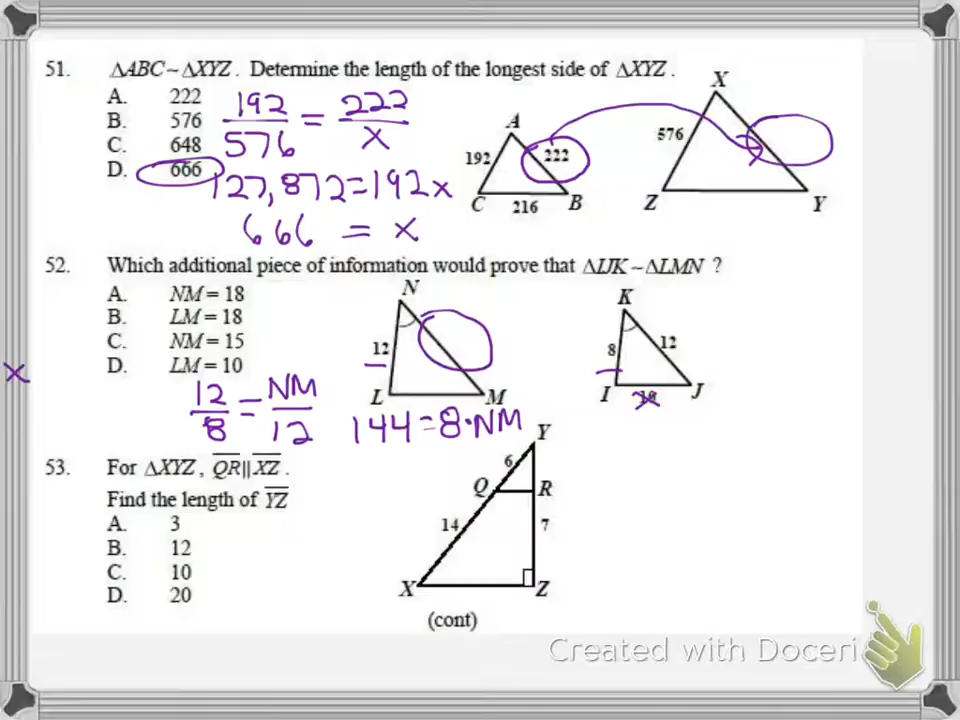 51. ΔABC ~ ΔXYZ. Determine the length of the longest side of ΔXYZ.
A. 222
B. 576
C. 648
D. 666
192/576 = 222/x
127,872=192x
666 = x
A
192
222
C
216
B
X
576
Z
Y
52. Which additional piece of information would prove that ΔIJK ~ ΔLMN ?
A. NM = 18
B. LM = 18
C. NM = 15
D. LM = 10
x
12/8 = NM/12
144=8·NM
N
12
L
M
K
8
12
I
J
53. For ΔXYZ, QR || XZ.
Find the length of YZ
A. 3
B. 12
C. 10
D. 20
Y
6
Q
R
14
7
X
Z
(cont)
Created with Doceri